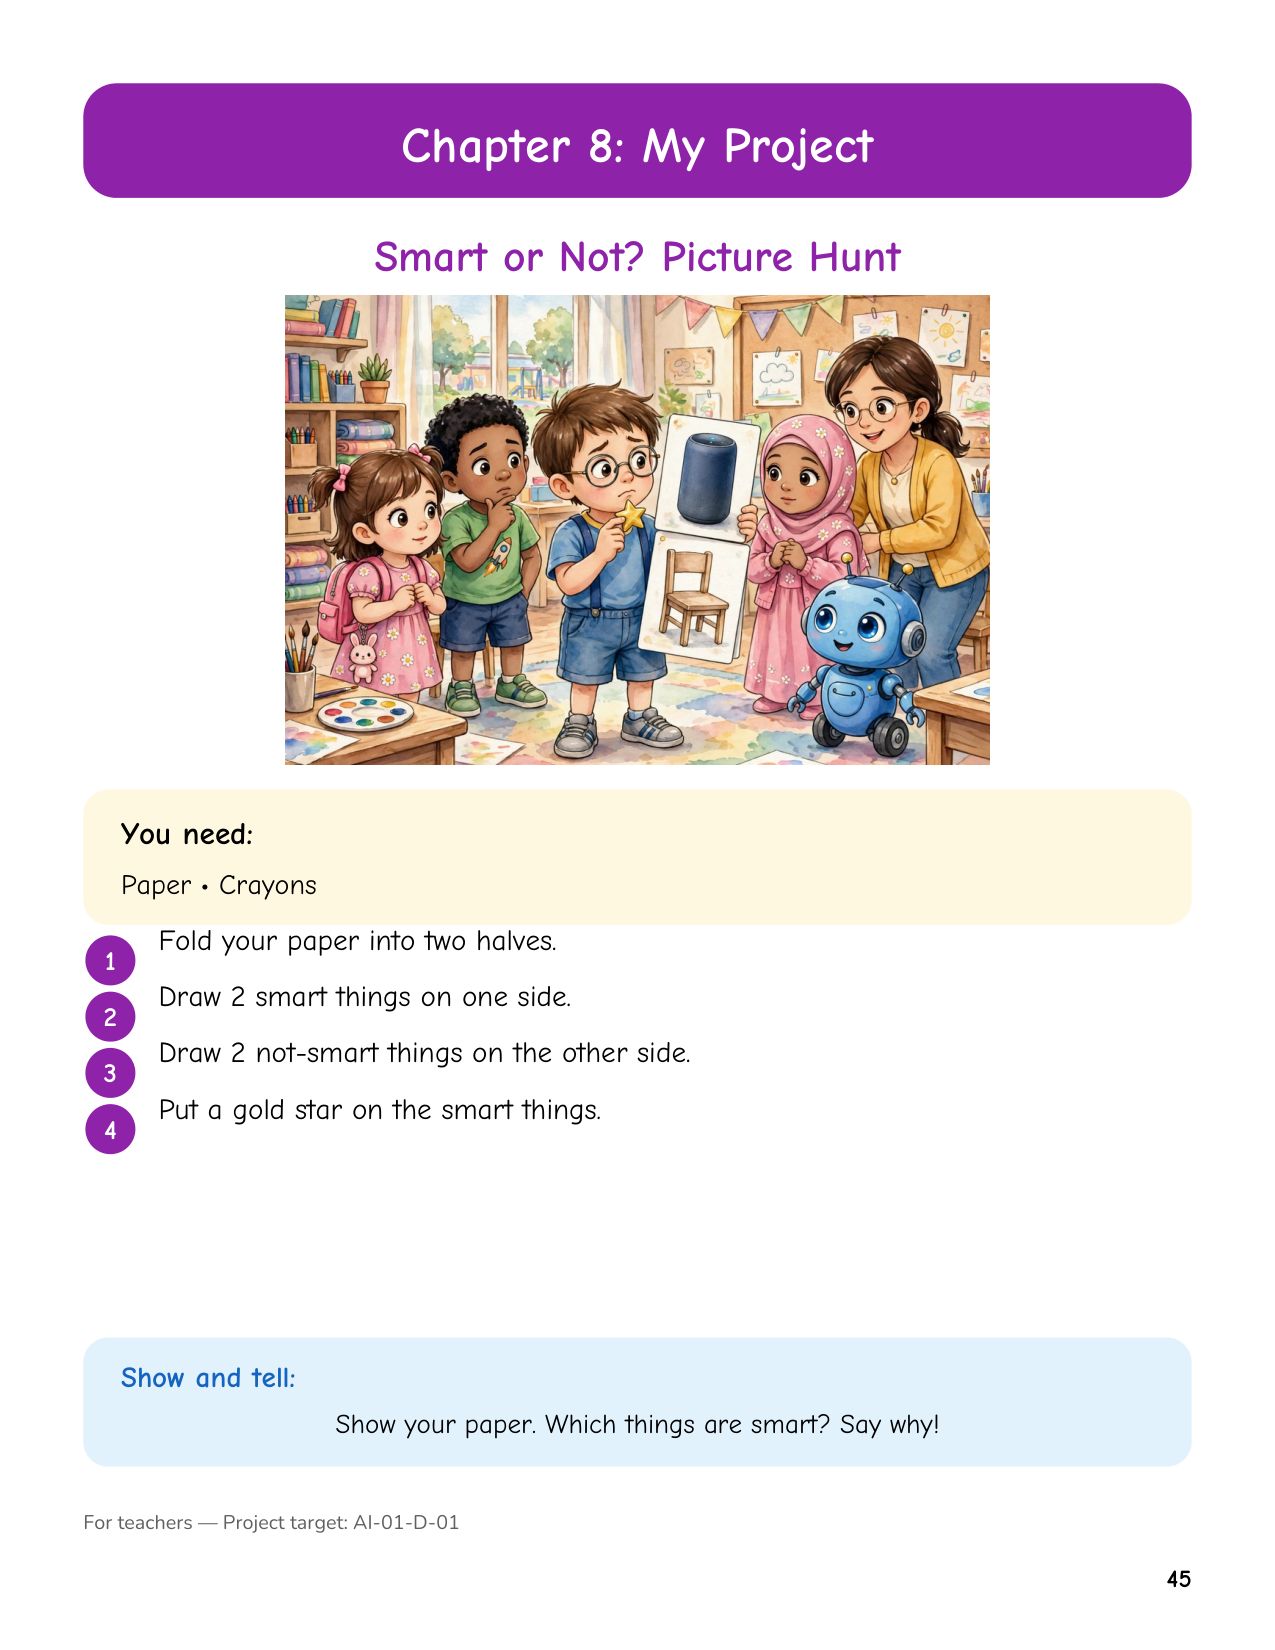 Chapter 8: My Project
Smart or Not? Picture Hunt
You need:
Paper • Crayons
1 Fold your paper into two halves.
2 Draw 2 smart things on one side.
3 Draw 2 not-smart things on the other side.
4 Put a gold star on the smart things.
Show and tell:
Show your paper. Which things are smart? Say why!
For teachers — Project target: AI-01-D-01
45